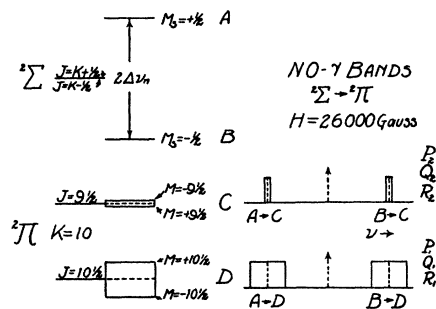 M_S=+1/2 A
²Σ J=K+1/2 J=K-1/2 2Δν_n
NO-γ BANDS
²Σ→²Π
H=26000 Gauss
M_S=-1/2 B
J=9½ M=-9½ M=+9½ C
A→C B→C
ν→
P₂
Q₂
R₂
²Π K=10
J=10½ M=+10½ M=-10½ D
A→D B→D
P₁
Q₁
R₁